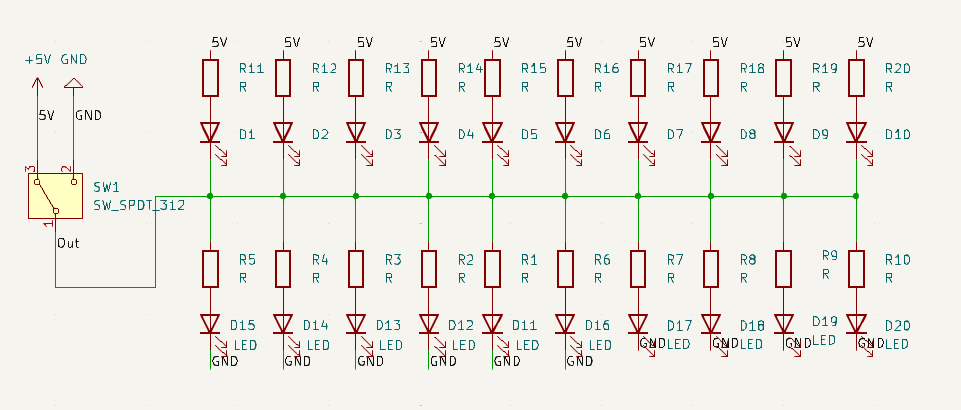 5V 5V 5V 5V 5V 5V 5V 5V 5V 5V
+5V GND
R11 R12 R13 R14 R15 R16 R17 R18 R19 R20
R R R R R R R R R R
5V GND
D1 D2 D3 D4 D5 D6 D7 D8 D9 D10
3 2
SW1
SW_SPDT_312
1
Out
R5 R4 R3 R2 R1 R6 R7 R8 R9 R10
R R R R R R R R R R
D15 D14 D13 D12 D11 D16 D17 D18 D19 D20
LED LED LED LED LED LED LED LED LED LED
GND GND GND GND GND GND GND GND GND GND